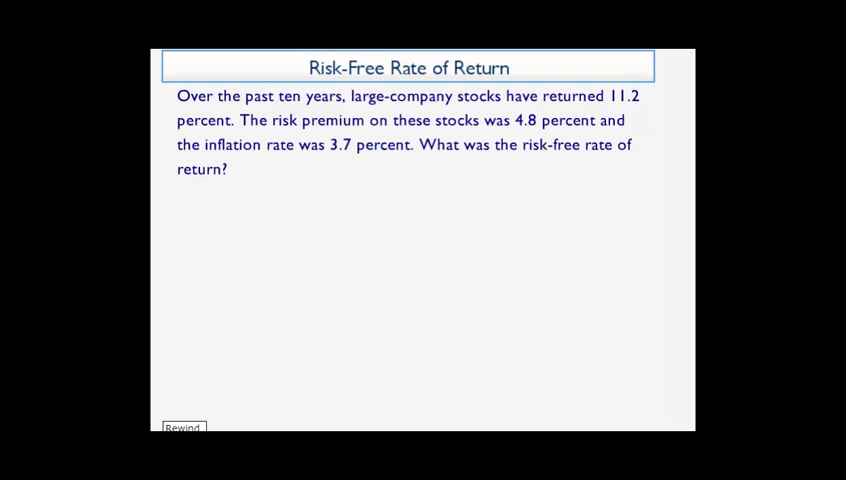 Risk-Free Rate of Return
Over the past ten years, large-company stocks have returned 11.2
percent. The risk premium on these stocks was 4.8 percent and
the inflation rate was 3.7 percent. What was the risk-free rate of
return?
Rewind